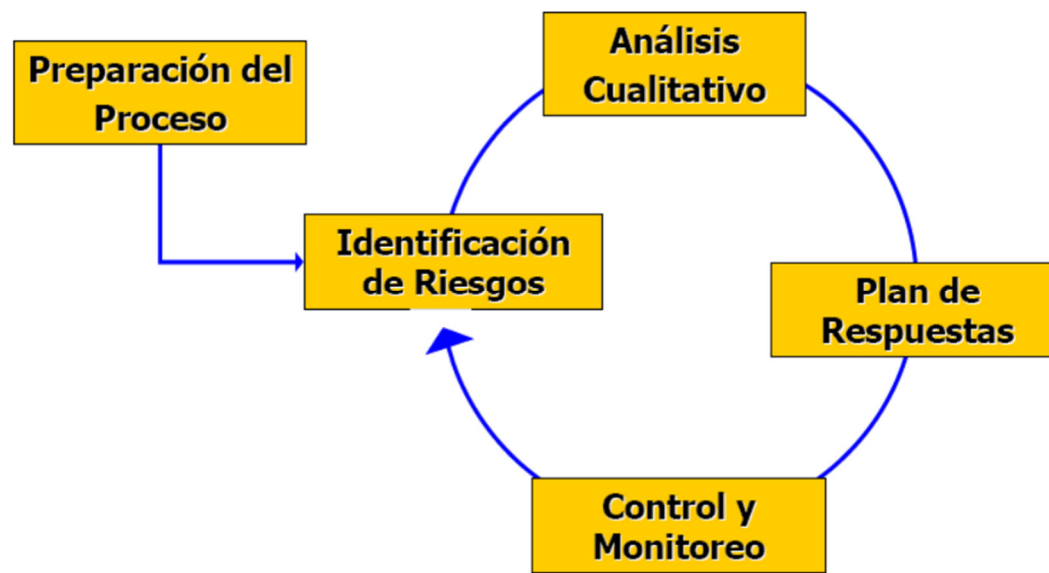 Preparación del
Proceso
Análisis
Cualitativo
Identificación
de Riesgos
Plan de
Respuestas
Control y
Monitoreo